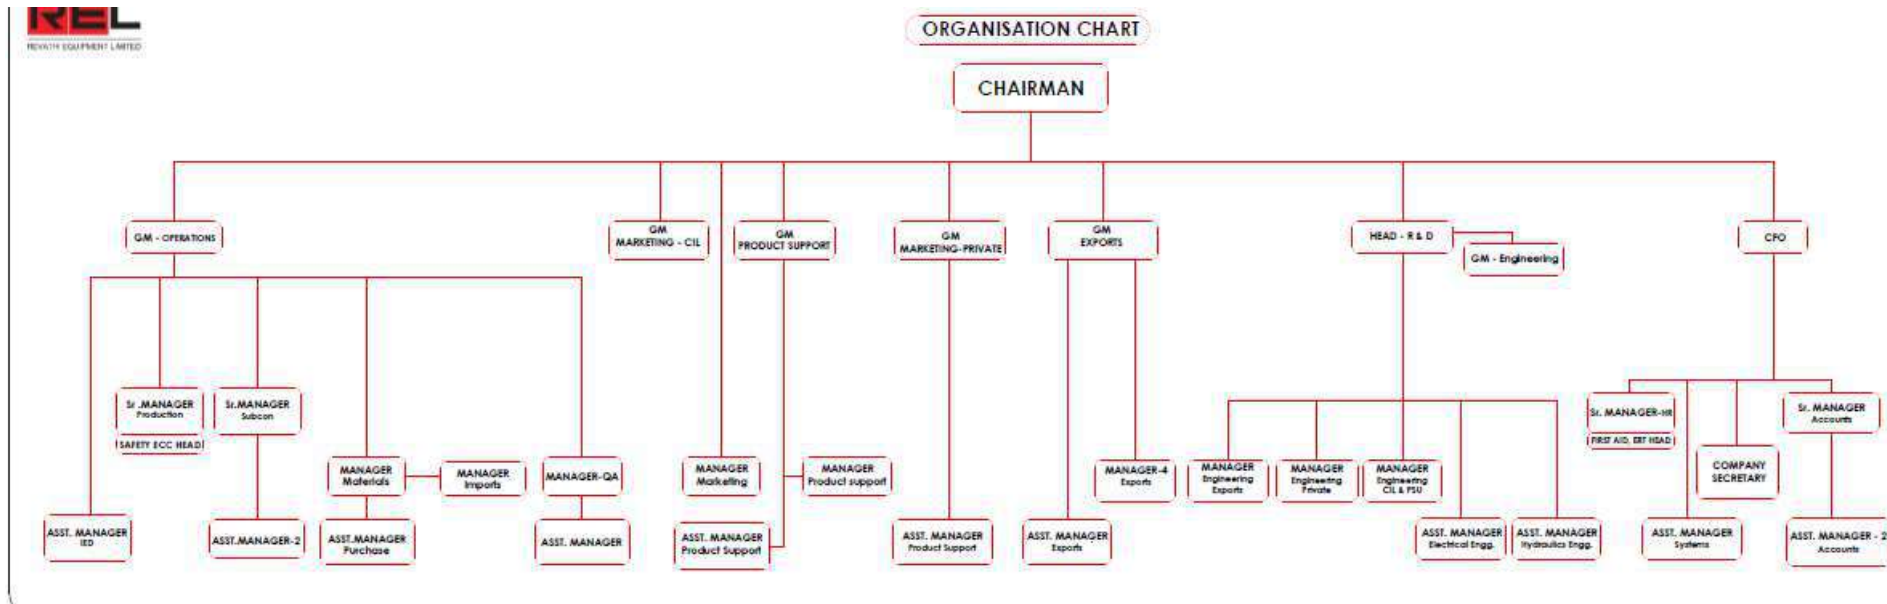 REL
REVATHI EQUIPMENT LIMITED
ORGANISATION CHART
CHAIRMAN
GM - OPERATIONS
GM
MARKETING - CIL
GM
PRODUCT SUPPORT
GM
MARKETING-PRIVATE
GM
EXPORTS
HEAD - R & D
GM - Engineering
CFO
Sr .MANAGER
Production
SAFETY ECC HEAD
Sr.MANAGER
Subcon
MANAGER
Materials
MANAGER
Imports
MANAGER-QA
MANAGER
Marketing
MANAGER
Product support
MANAGER-4
Exports
MANAGER
Engineering
Exports
MANAGER
Engineering
Private
MANAGER
Engineering
CIL & PSU
Sr. MANAGER-HR
FIRST AID, ERT HEAD
COMPANY
SECRETARY
Sr. MANAGER
Accounts
ASST. MANAGER
IED
ASST.MANAGER-2
ASST.MANAGER
Purchase
ASST. MANAGER
ASST. MANAGER
Product Support
ASST. MANAGER
Product Support
ASST. MANAGER
Exports
ASST. MANAGER
Electrical Engg.
ASST. MANAGER
Hydraulics Engg.
ASST. MANAGER
Systems
ASST. MANAGER - 2
Accounts